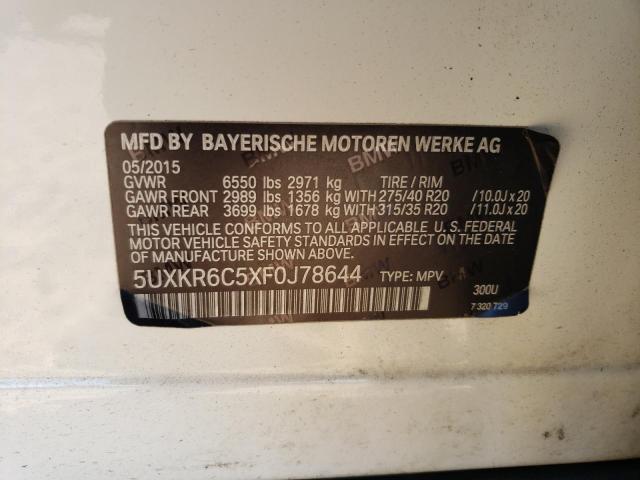 MFD BY BAYERISCHE MOTOREN WERKE AG
05/2015
GVWR 6550 lbs 2971 kg TIRE / RIM
GAWR FRONT 2989 lbs 1356 kg WITH 275/40 R20 / 10.0J x 20
GAWR REAR 3699 lbs 1678 kg WITH 315/35 R20 / 11.0J x 20
THIS VEHICLE CONFORMS TO ALL APPLICABLE U.S. FEDERAL
MOTOR VEHICLE SAFETY STANDARDS IN EFFECT ON THE DATE
OF MANUFACTURE SHOWN ABOVE.
5UXKR6C5XF0J78644 TYPE: MPV
300U
7 320 729